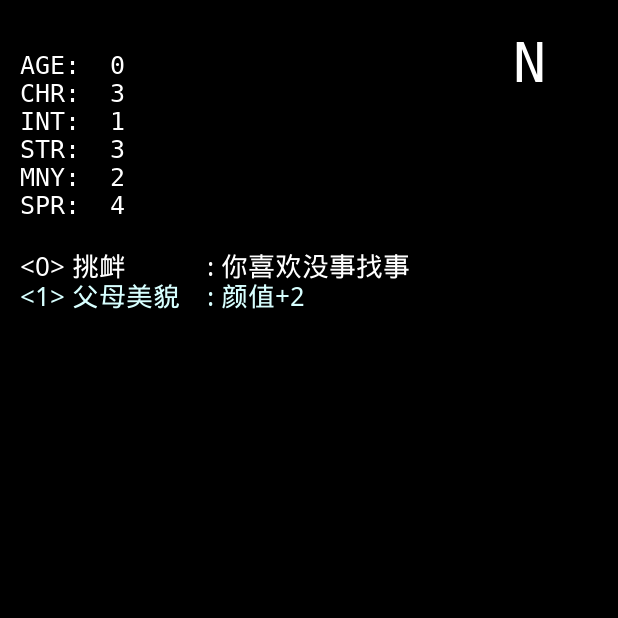 N
AGE: 0
CHR: 3
INT: 1
STR: 3
MNY: 2
SPR: 4
<0> 挑衅 : 你喜欢没事找事
<1> 父母美貌 : 颜值+2